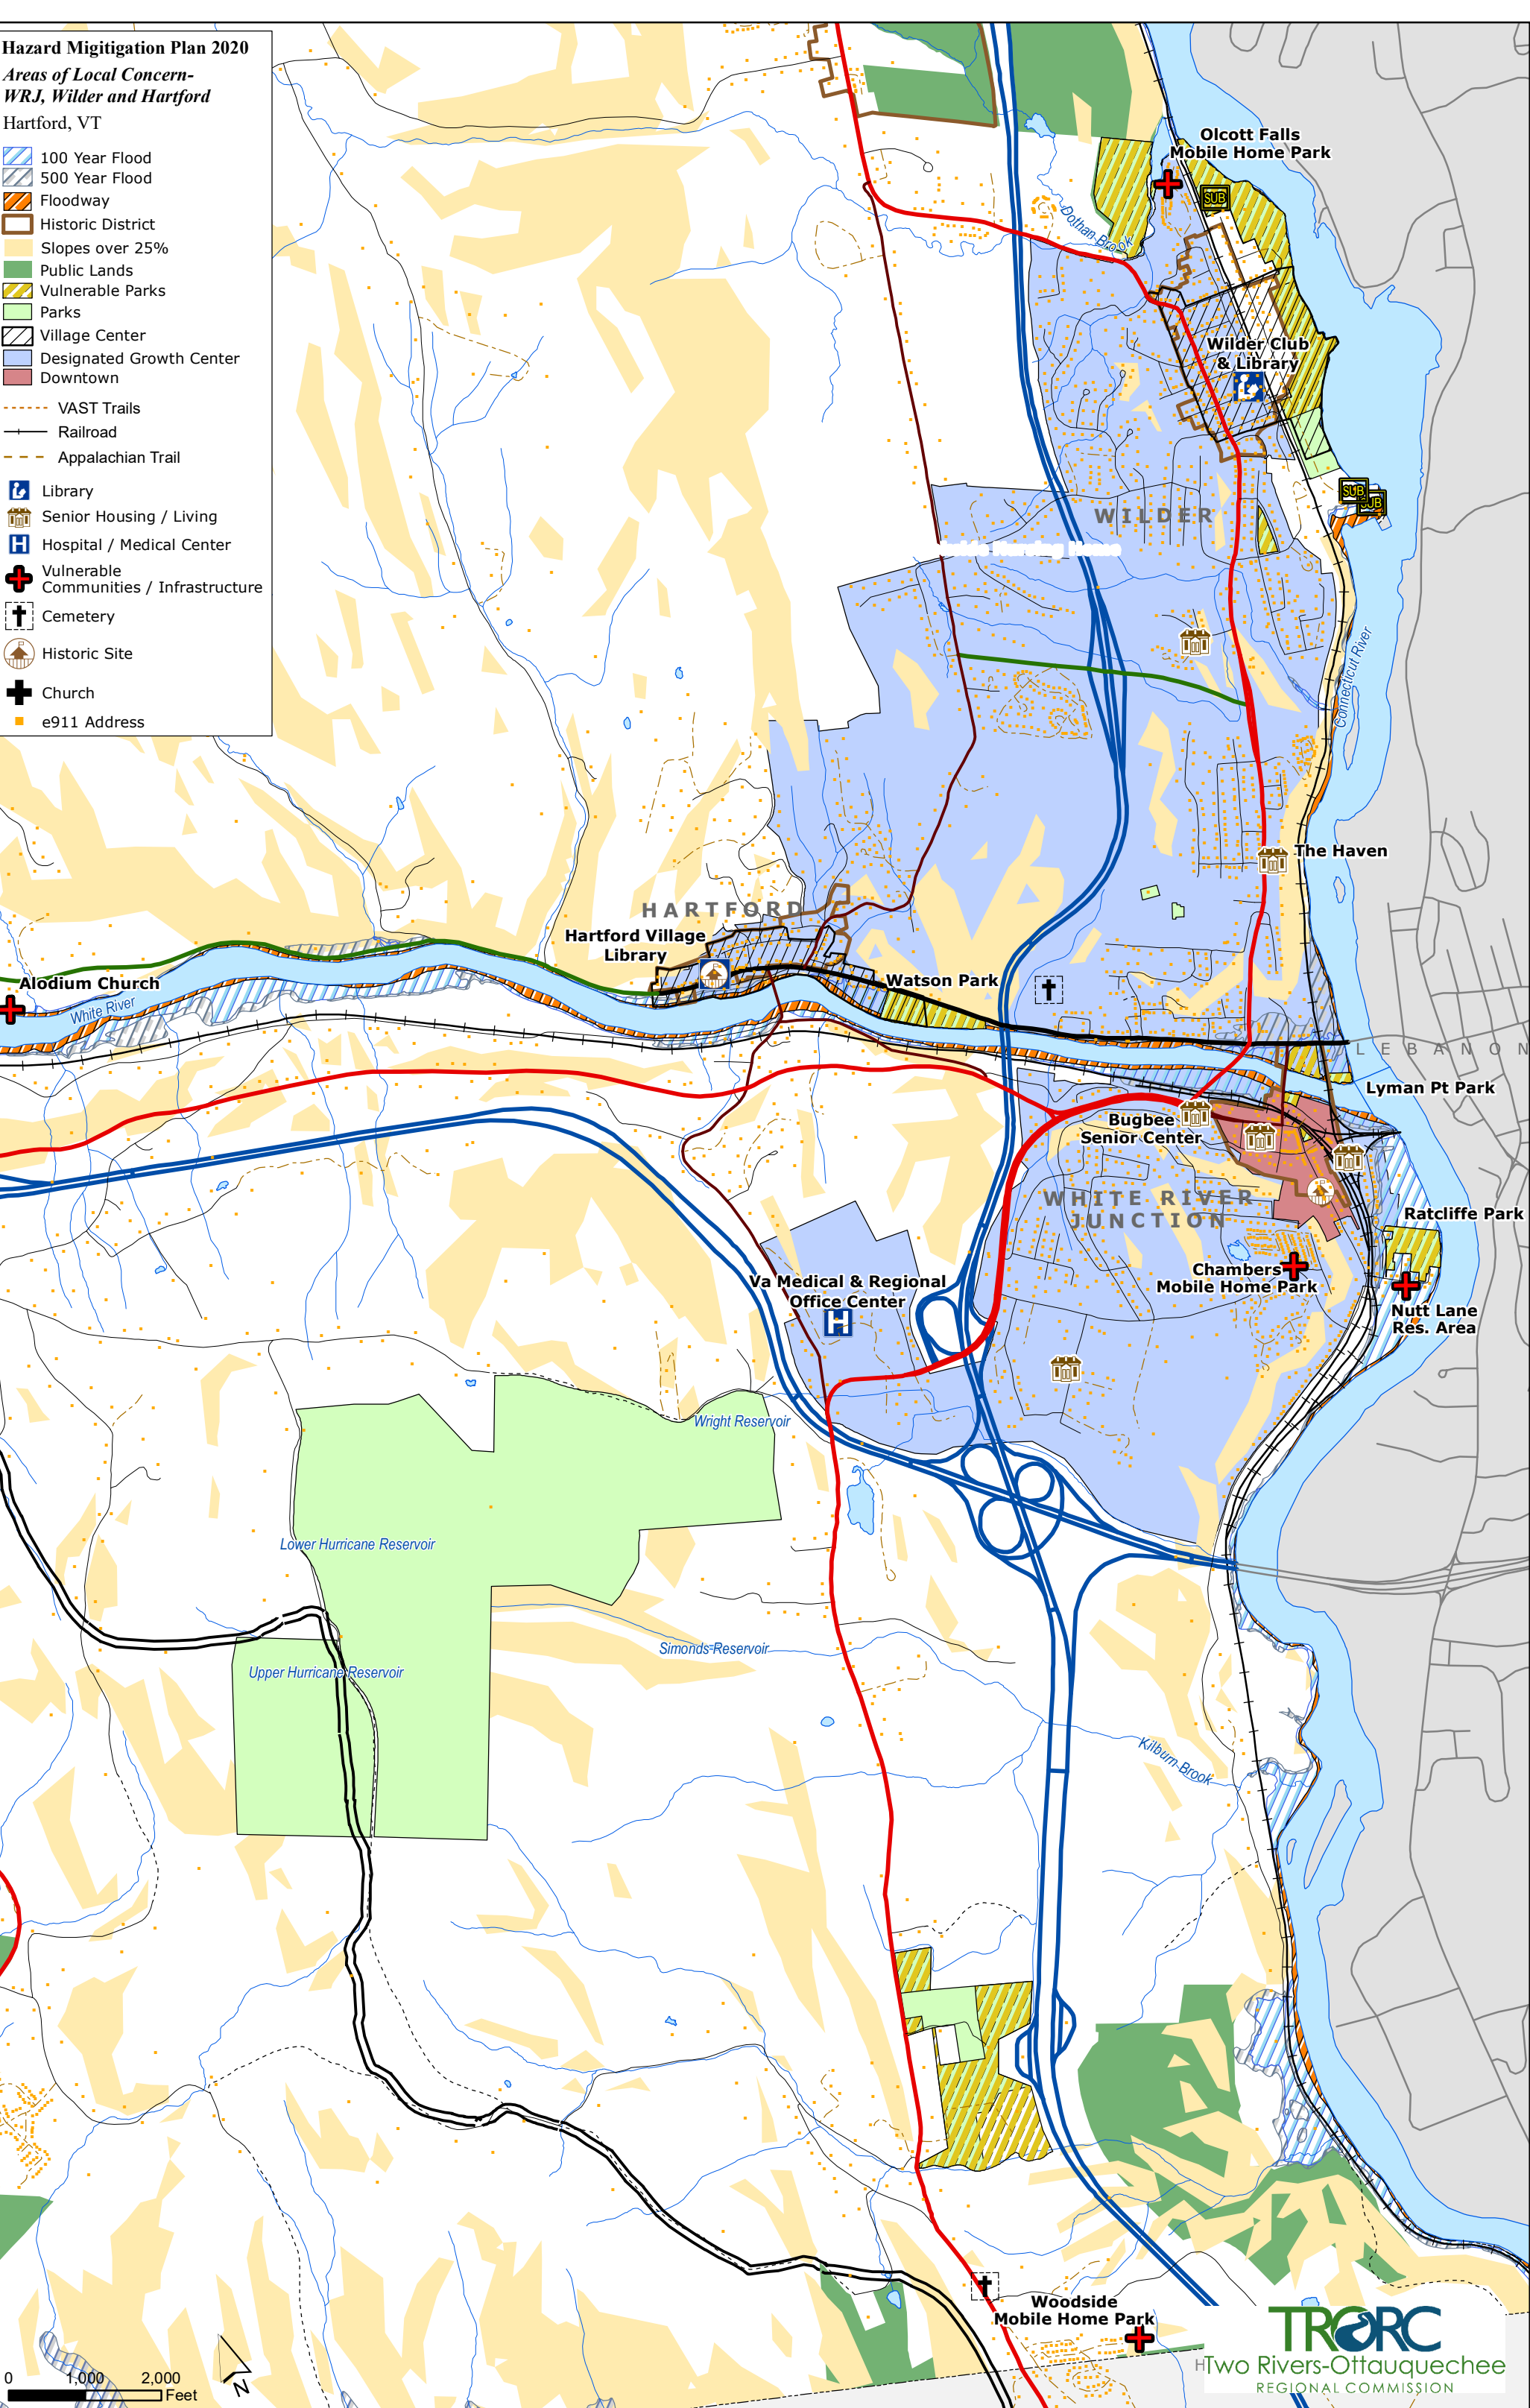 Hazard Migitigation Plan 2020
Areas of Local Concern-
WRJ, Wilder and Hartford
Hartford, VT
100 Year Flood
500 Year Flood
Floodway
Historic District
Slopes over 25%
Public Lands
Vulnerable Parks
Parks
Village Center
Designated Growth Center
Downtown
VAST Trails
Railroad
Appalachian Trail
Library
Senior Housing / Living
H
Hospital / Medical Center
Vulnerable
Communities / Infrastructure
Cemetery
Historic Site
Church
e911 Address
Olcott Falls
Mobile Home Park
SUB
Dothan Brook
Wilder Club
& Library
SUB
SUB
WILDER
Nursing Home
Connecticut River
The Haven
HARTFORD
Hartford Village
Library
Watson Park
Alodium Church
White River
LEBANON
Lyman Pt Park
Bugbee
Senior Center
WHITE RIVER
JUNCTION
Ratcliffe Park
Chambers
Mobile Home Park
Nutt Lane
Res. Area
Va Medical & Regional
Office Center
H
Wright Reservoir
Lower Hurricane Reservoir
Simonds Reservoir
Upper Hurricane Reservoir
Kilburn Brook
Woodside
Mobile Home Park
0 1,000 2,000
Feet
N
TRORC
H
Two Rivers-Ottauquechee
REGIONAL COMMISSION